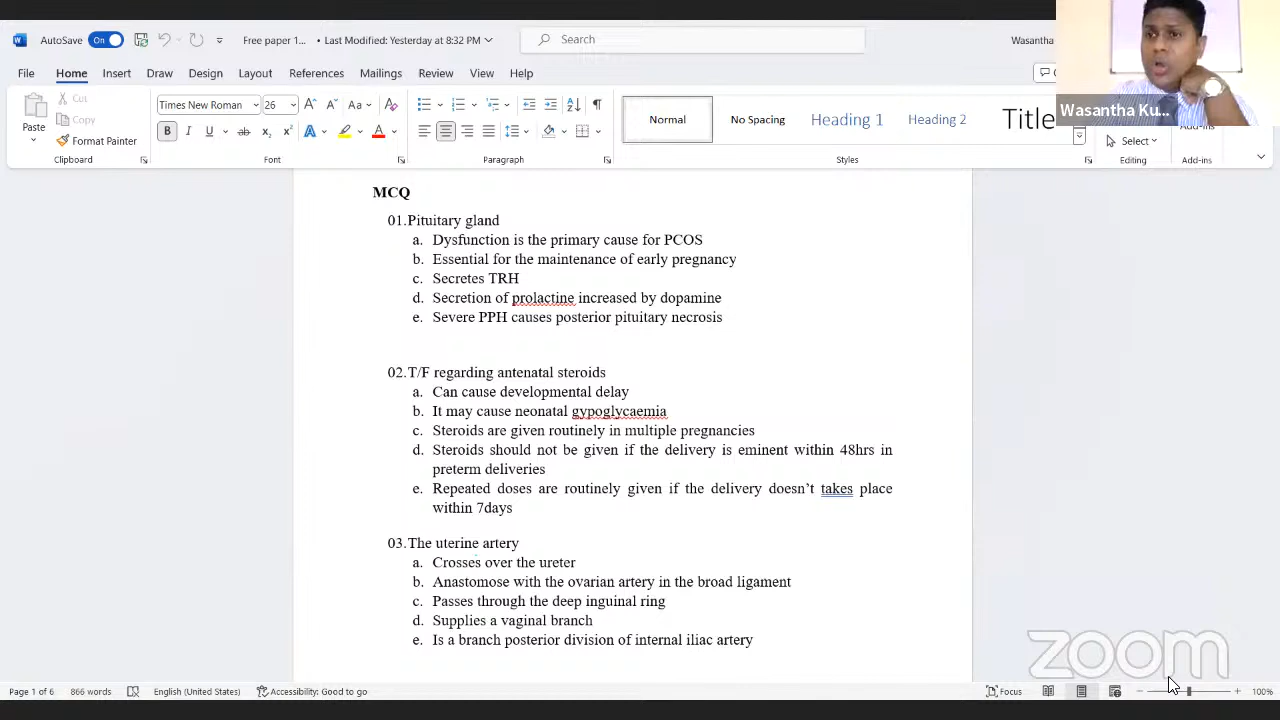 AutoSave On Free paper 1... • Last Modified: Yesterday at 8:32 PM Search Wasantha
File Home Insert Draw Design Layout References Mailings Review View Help
Cut
Copy
Format Painter
Paste
Clipboard
Times New Roman 26
Font
Paragraph
Normal No Spacing Heading 1 Heading 2 Title
Styles
Select
Editing
Add-ins
Add-ins
Wasantha Ku...
MCQ
01.Pituitary gland
a. Dysfunction is the primary cause for PCOS
b. Essential for the maintenance of early pregnancy
c. Secretes TRH
d. Secretion of prolactine increased by dopamine
e. Severe PPH causes posterior pituitary necrosis
02.T/F regarding antenatal steroids
a. Can cause developmental delay
b. It may cause neonatal gypoglycaemia
c. Steroids are given routinely in multiple pregnancies
d. Steroids should not be given if the delivery is eminent within 48hrs in
preterm deliveries
e. Repeated doses are routinely given if the delivery doesn’t takes place
within 7days
03.The uterine artery
a. Crosses over the ureter
b. Anastomose with the ovarian artery in the broad ligament
c. Passes through the deep inguinal ring
d. Supplies a vaginal branch
e. Is a branch posterior division of internal iliac artery
zoom
Page 1 of 6 866 words English (United States) Accessibility: Good to go Focus 100%